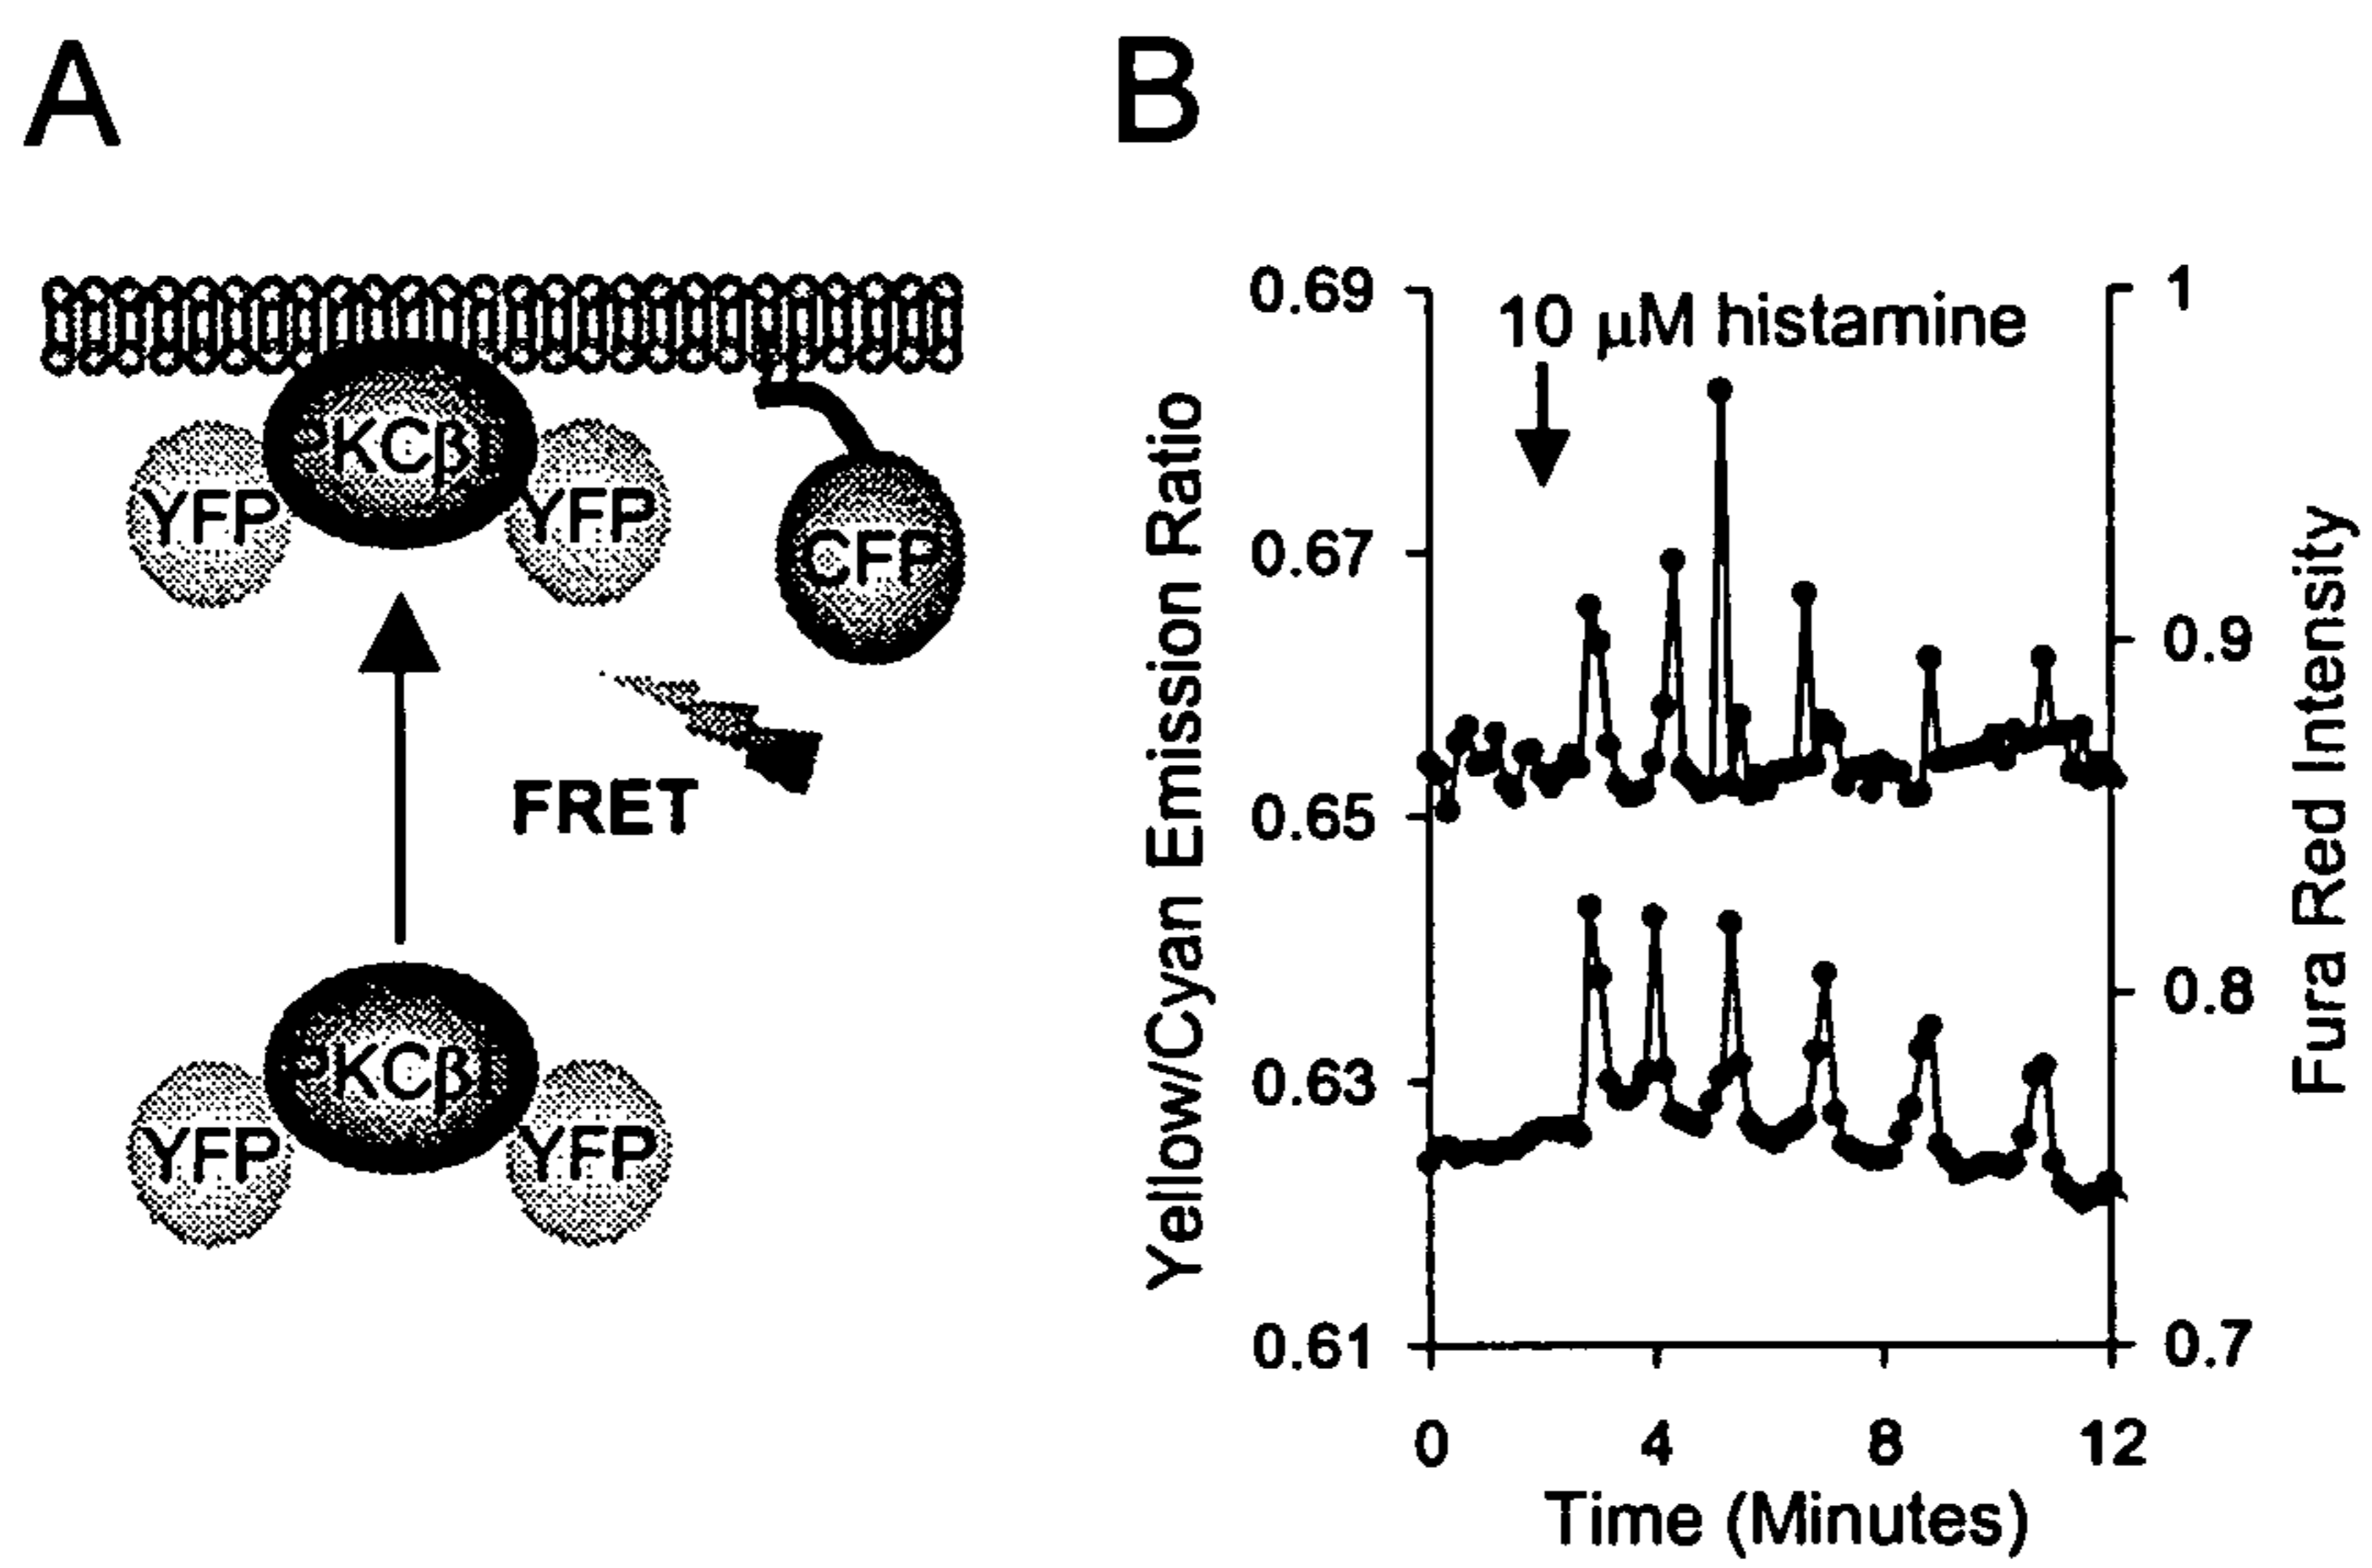 A
B
PKCβII
YFP
YFP
CFP
FRET
PKCβII
YFP
YFP
10 μM histamine
Yellow/Cyan Emission Ratio
0.69
0.67
0.65
0.63
0.61
1
0.9
0.8
0.7
Fura Red Intensity
0
4
8
12
Time (Minutes)